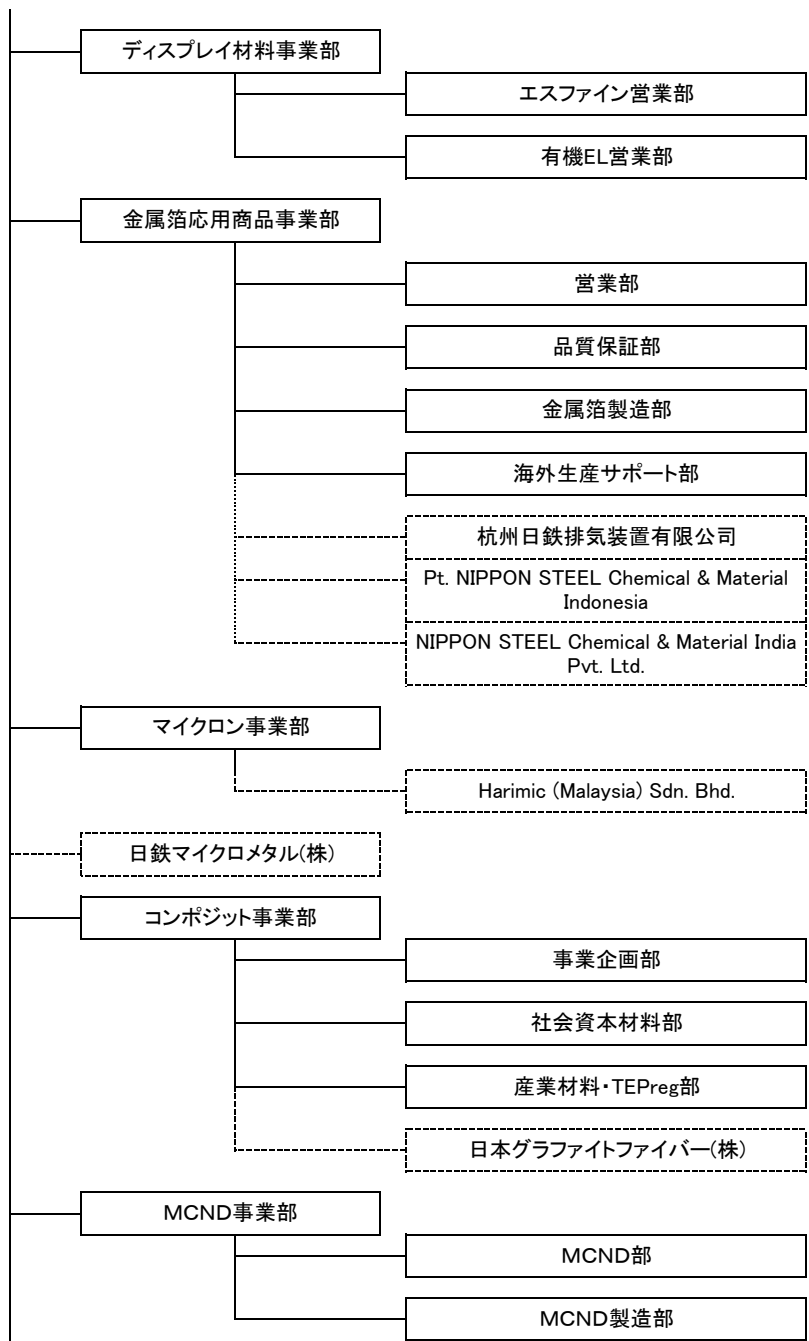 ディスプレイ材料事業部
エスファイン営業部
有機EL営業部
金属箔応用商品事業部
営業部
品質保証部
金属箔製造部
海外生産サポート部
杭州日鉄排気装置有限公司
Pt. NIPPON STEEL Chemical & Material
Indonesia
NIPPON STEEL Chemical & Material India
Pvt. Ltd.
マイクロン事業部
Harimic (Malaysia) Sdn. Bhd.
日鉄マイクロメタル(株)
コンポジット事業部
事業企画部
社会資本材料部
産業材料・TEPreg部
日本グラファイトファイバー(株)
MCND事業部
MCND部
MCND製造部